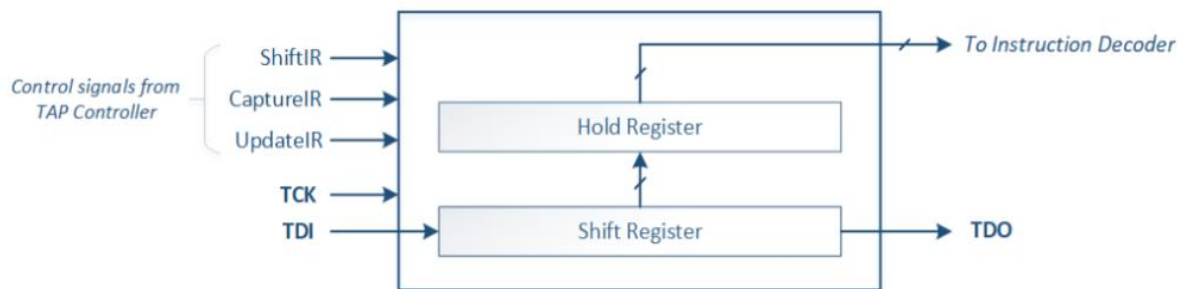 ShiftIR
To Instruction Decoder
Control signals from
TAP Controller
CaptureIR
Hold Register
UpdateIR
TCK
TDI
Shift Register
TDO